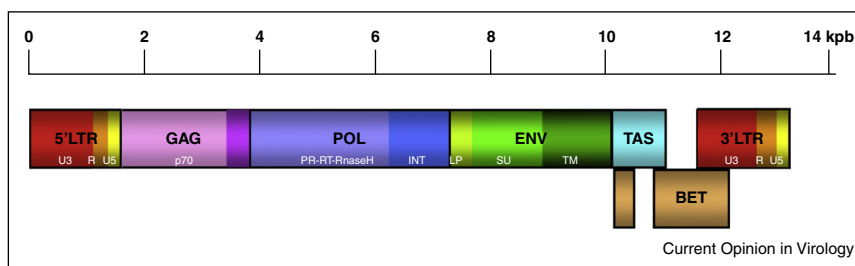 0 2 4 6 8 10 12 14 kpb
5'LTR GAG POL ENV TAS 3'LTR
U3 R U5 p70 PR-RT-RnaseH INT LP SU TM U3 R U5
BET
Current Opinion in Virology